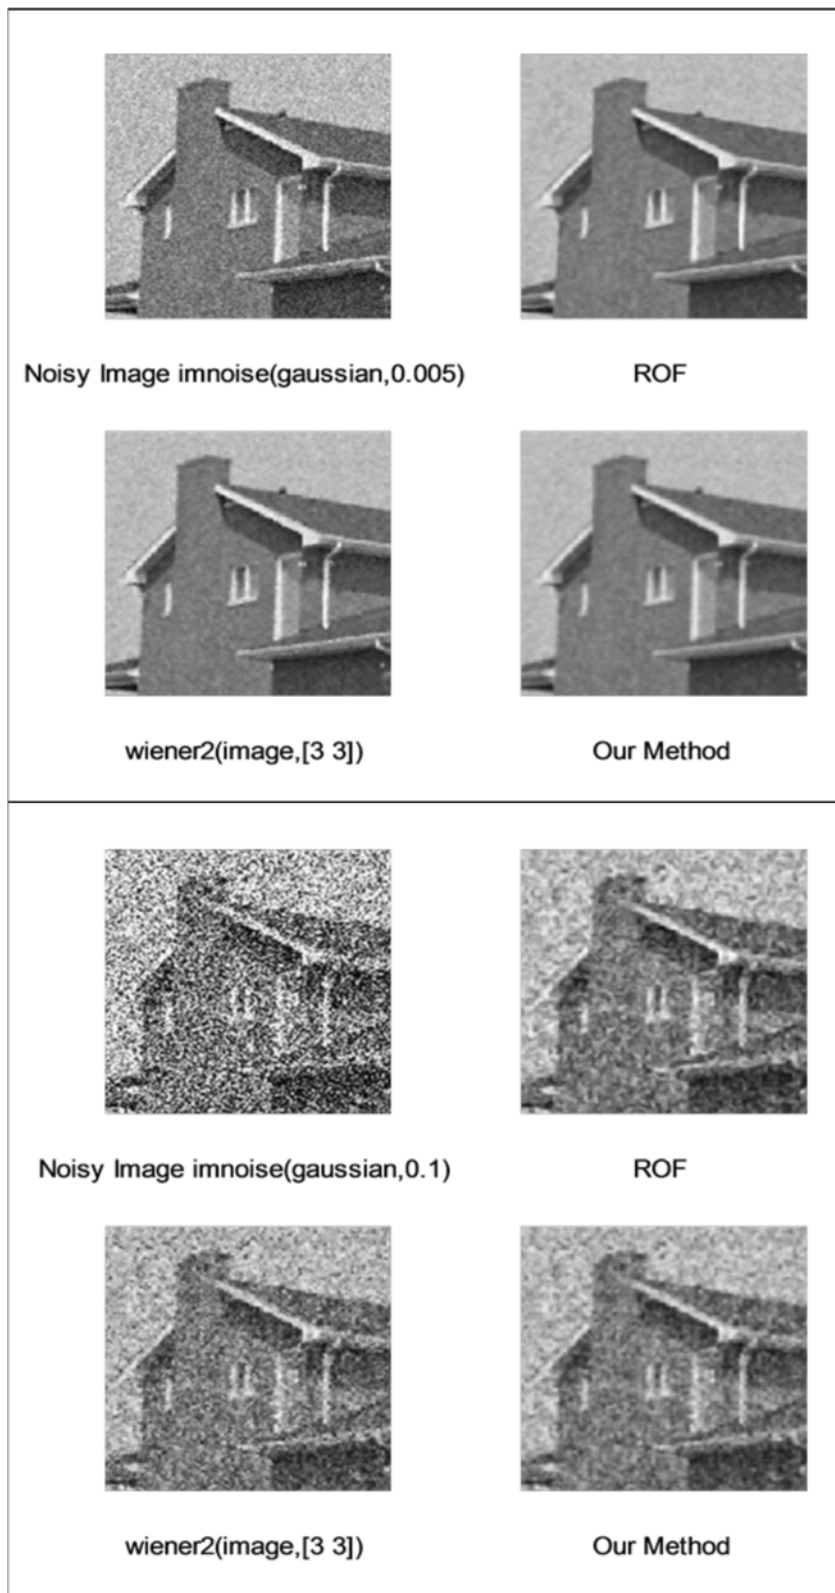 Noisy Image imnoise(gaussian,0.005)
ROF
wiener2(image,[3 3])
Our Method
Noisy Image imnoise(gaussian,0.1)
ROF
wiener2(image,[3 3])
Our Method